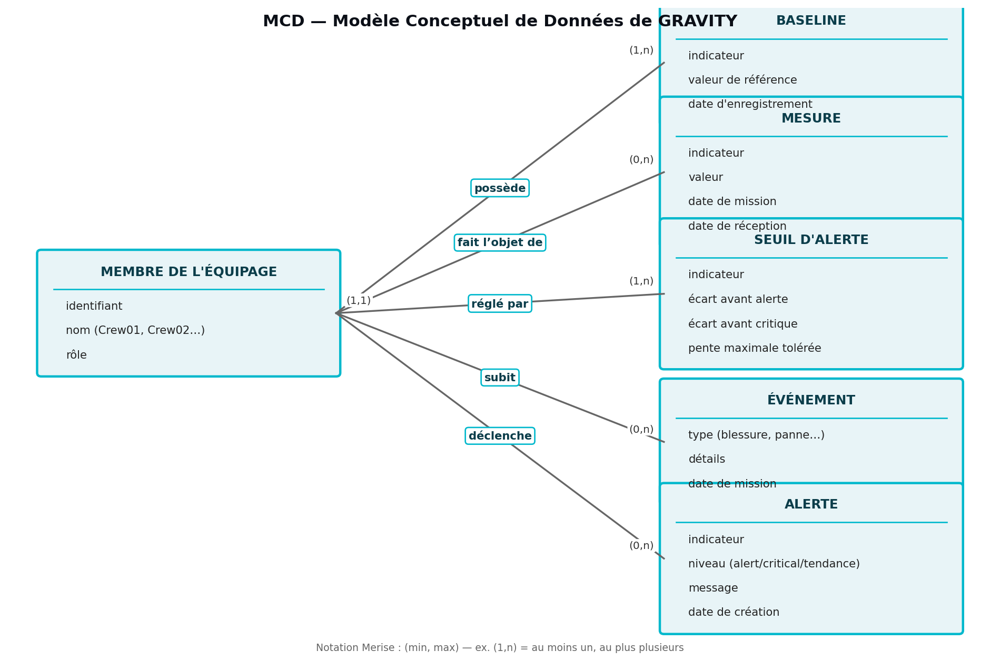 MCD — Modèle Conceptuel de Données de GRAVITY
BASELINE
indicateur
valeur de référence
date d'enregistrement
MESURE
indicateur
valeur
date de mission
date de réception
SEUIL D'ALERTE
indicateur
écart avant alerte
écart avant critique
pente maximale tolérée
ÉVÉNEMENT
type (blessure, panne…)
détails
date de mission
ALERTE
indicateur
niveau (alert/critical/tendance)
message
date de création
MEMBRE DE L'ÉQUIPAGE
identifiant
nom (Crew01, Crew02…)
rôle
(1,1)
possède
(1,n)
fait l’objet de
(0,n)
réglé par
(1,n)
subit
(0,n)
déclenche
(0,n)
Notation Merise : (min, max) — ex. (1,n) = au moins un, au plus plusieurs